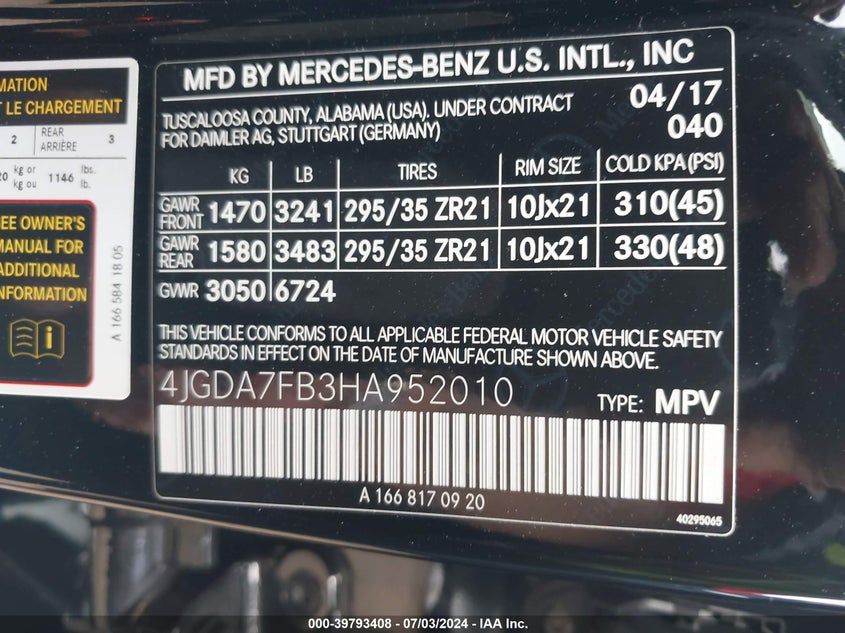 MATION
T LE CHARGEMENT
2 REAR ARRIÈRE 3
20 kg or kg ou 1146 lbs. lb.
EE OWNER'S
MANUAL FOR
ADDITIONAL
INFORMATION
A 166 584 18 05
MFD BY MERCEDES-BENZ U.S. INTL., INC
TUSCALOOSA COUNTY, ALABAMA (USA). UNDER CONTRACT
FOR DAIMLER AG, STUTTGART (GERMANY)
04/17
040
KG LB TIRES RIM SIZE COLD KPA (PSI)
GAWR FRONT 1470 3241 295/35 ZR21 10Jx21 310(45)
GAWR REAR 1580 3483 295/35 ZR21 10Jx21 330(48)
GVWR 3050 6724
THIS VEHICLE CONFORMS TO ALL APPLICABLE FEDERAL MOTOR VEHICLE SAFETY
STANDARDS IN EFFECT ON THE DATE OF MANUFACTURE SHOWN ABOVE.
4JGDA7FB3HA952010 TYPE: MPV
A 166 817 09 20
40295065
000-39793408 - 07/03/2024 - IAA Inc.